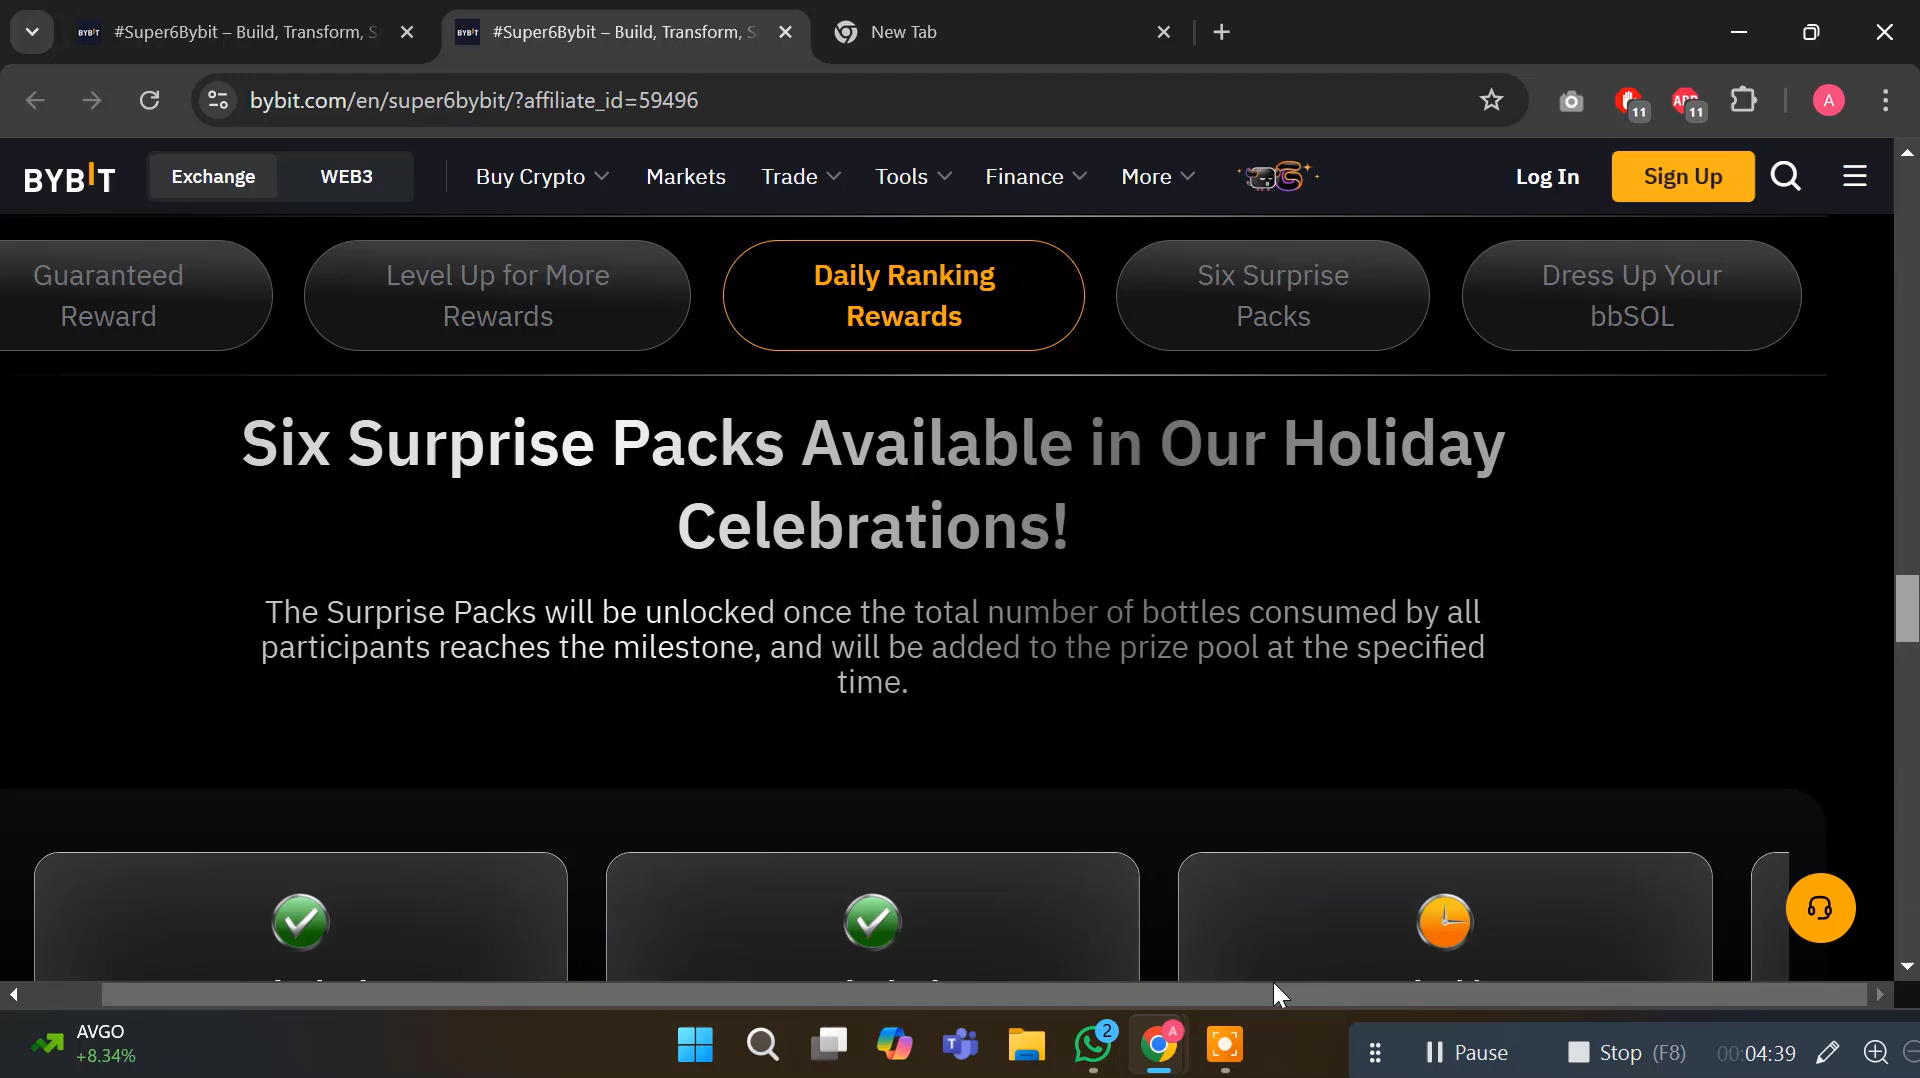 #Super6Bybit – Build, Transform, S
#Super6Bybit – Build, Transform, S
New Tab
bybit.com/en/super6bybit/?affiliate_id=59496
11
ABP
11
A
BYBIT
Exchange
WEB3
Buy Crypto
Markets
Trade
Tools
Finance
More
Log In
Sign Up
Guaranteed
Reward
Level Up for More
Rewards
Daily Ranking
Rewards
Six Surprise
Packs
Dress Up Your
bbSOL
Six Surprise Packs Available in Our Holiday
Celebrations!
The Surprise Packs will be unlocked once the total number of bottles consumed by all
participants reaches the milestone, and will be added to the prize pool at the specified
time.
AVGO
+8.34%
2
A
Pause
Stop (F8)
00:04:39